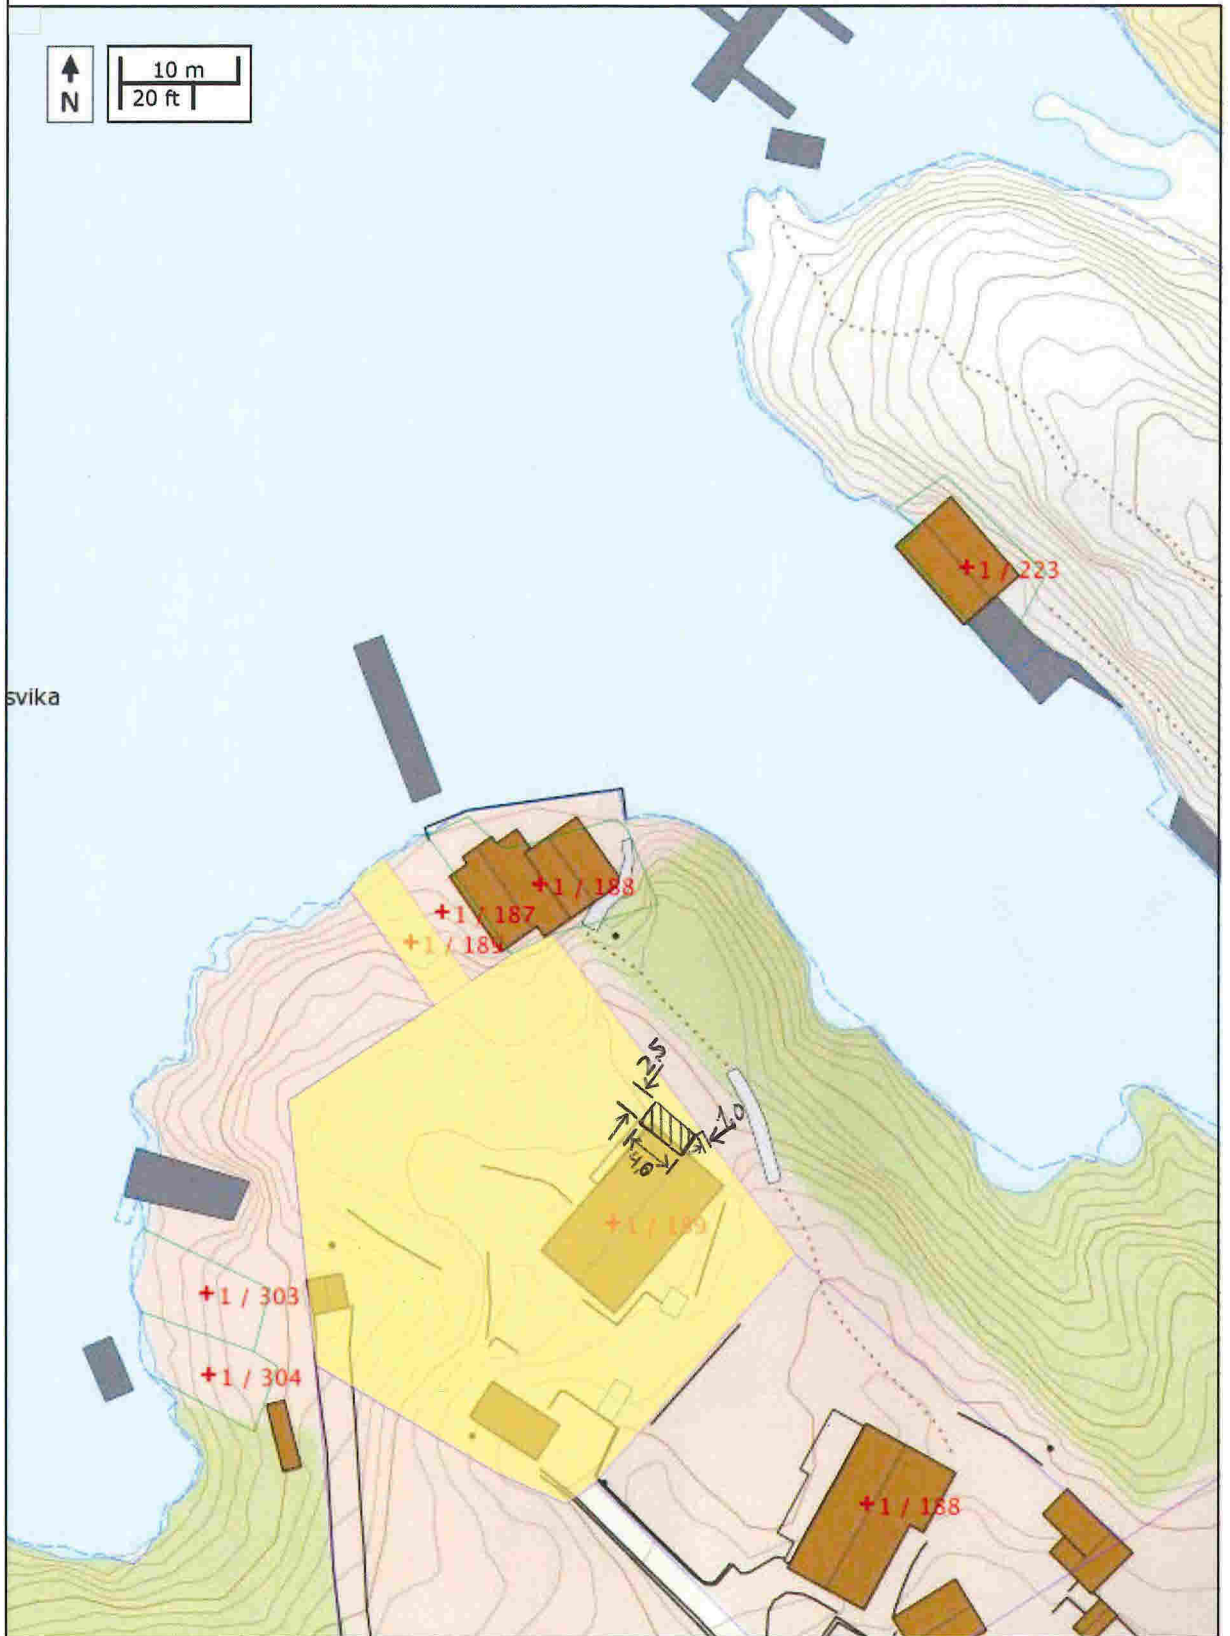 10 m
20 ft
N
+1 / 223
svika
+1 / 188
+1 / 187
+1 / 189
2,5
1,0
4,0
+1 / 189
+1 / 303
+1 / 304
+1 / 188